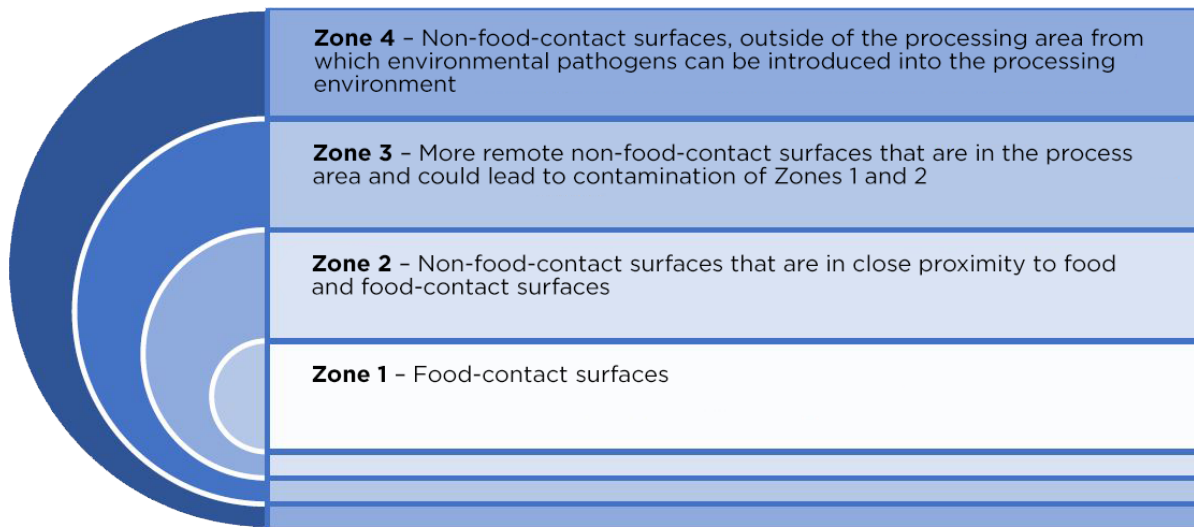 Zone 4 – Non-food-contact surfaces, outside of the processing area from
which environmental pathogens can be introduced into the processing
environment
Zone 3 – More remote non-food-contact surfaces that are in the process
area and could lead to contamination of Zones 1 and 2
Zone 2 – Non-food-contact surfaces that are in close proximity to food
and food-contact surfaces
Zone 1 – Food-contact surfaces